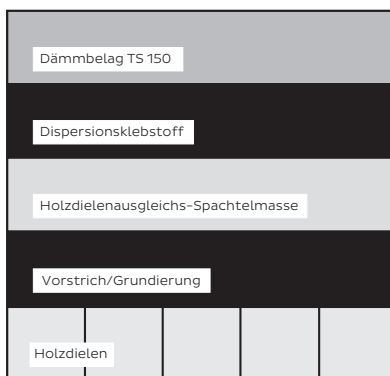 Dämmbelag TS 150
Dispersionsklebstoff
Holzdielenausgleichs-Spachtelmasse
Vorstrich/Grundierung
Holzdielen